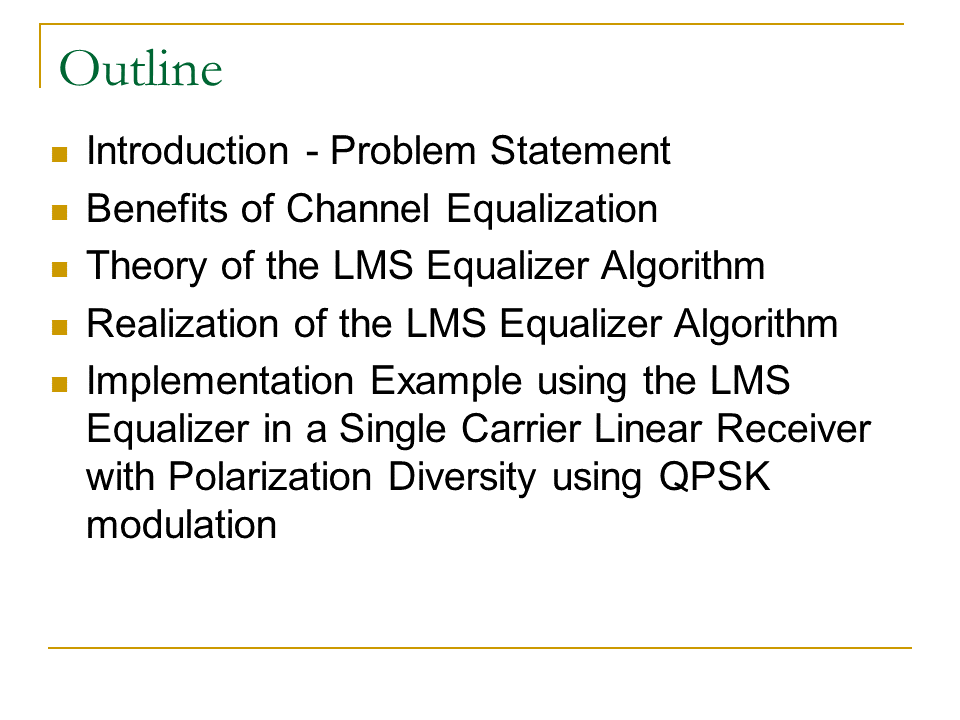 Outline
Introduction - Problem Statement
Benefits of Channel Equalization
Theory of the LMS Equalizer Algorithm
Realization of the LMS Equalizer Algorithm
Implementation Example using the LMS
Equalizer in a Single Carrier Linear Receiver
with Polarization Diversity using QPSK
modulation